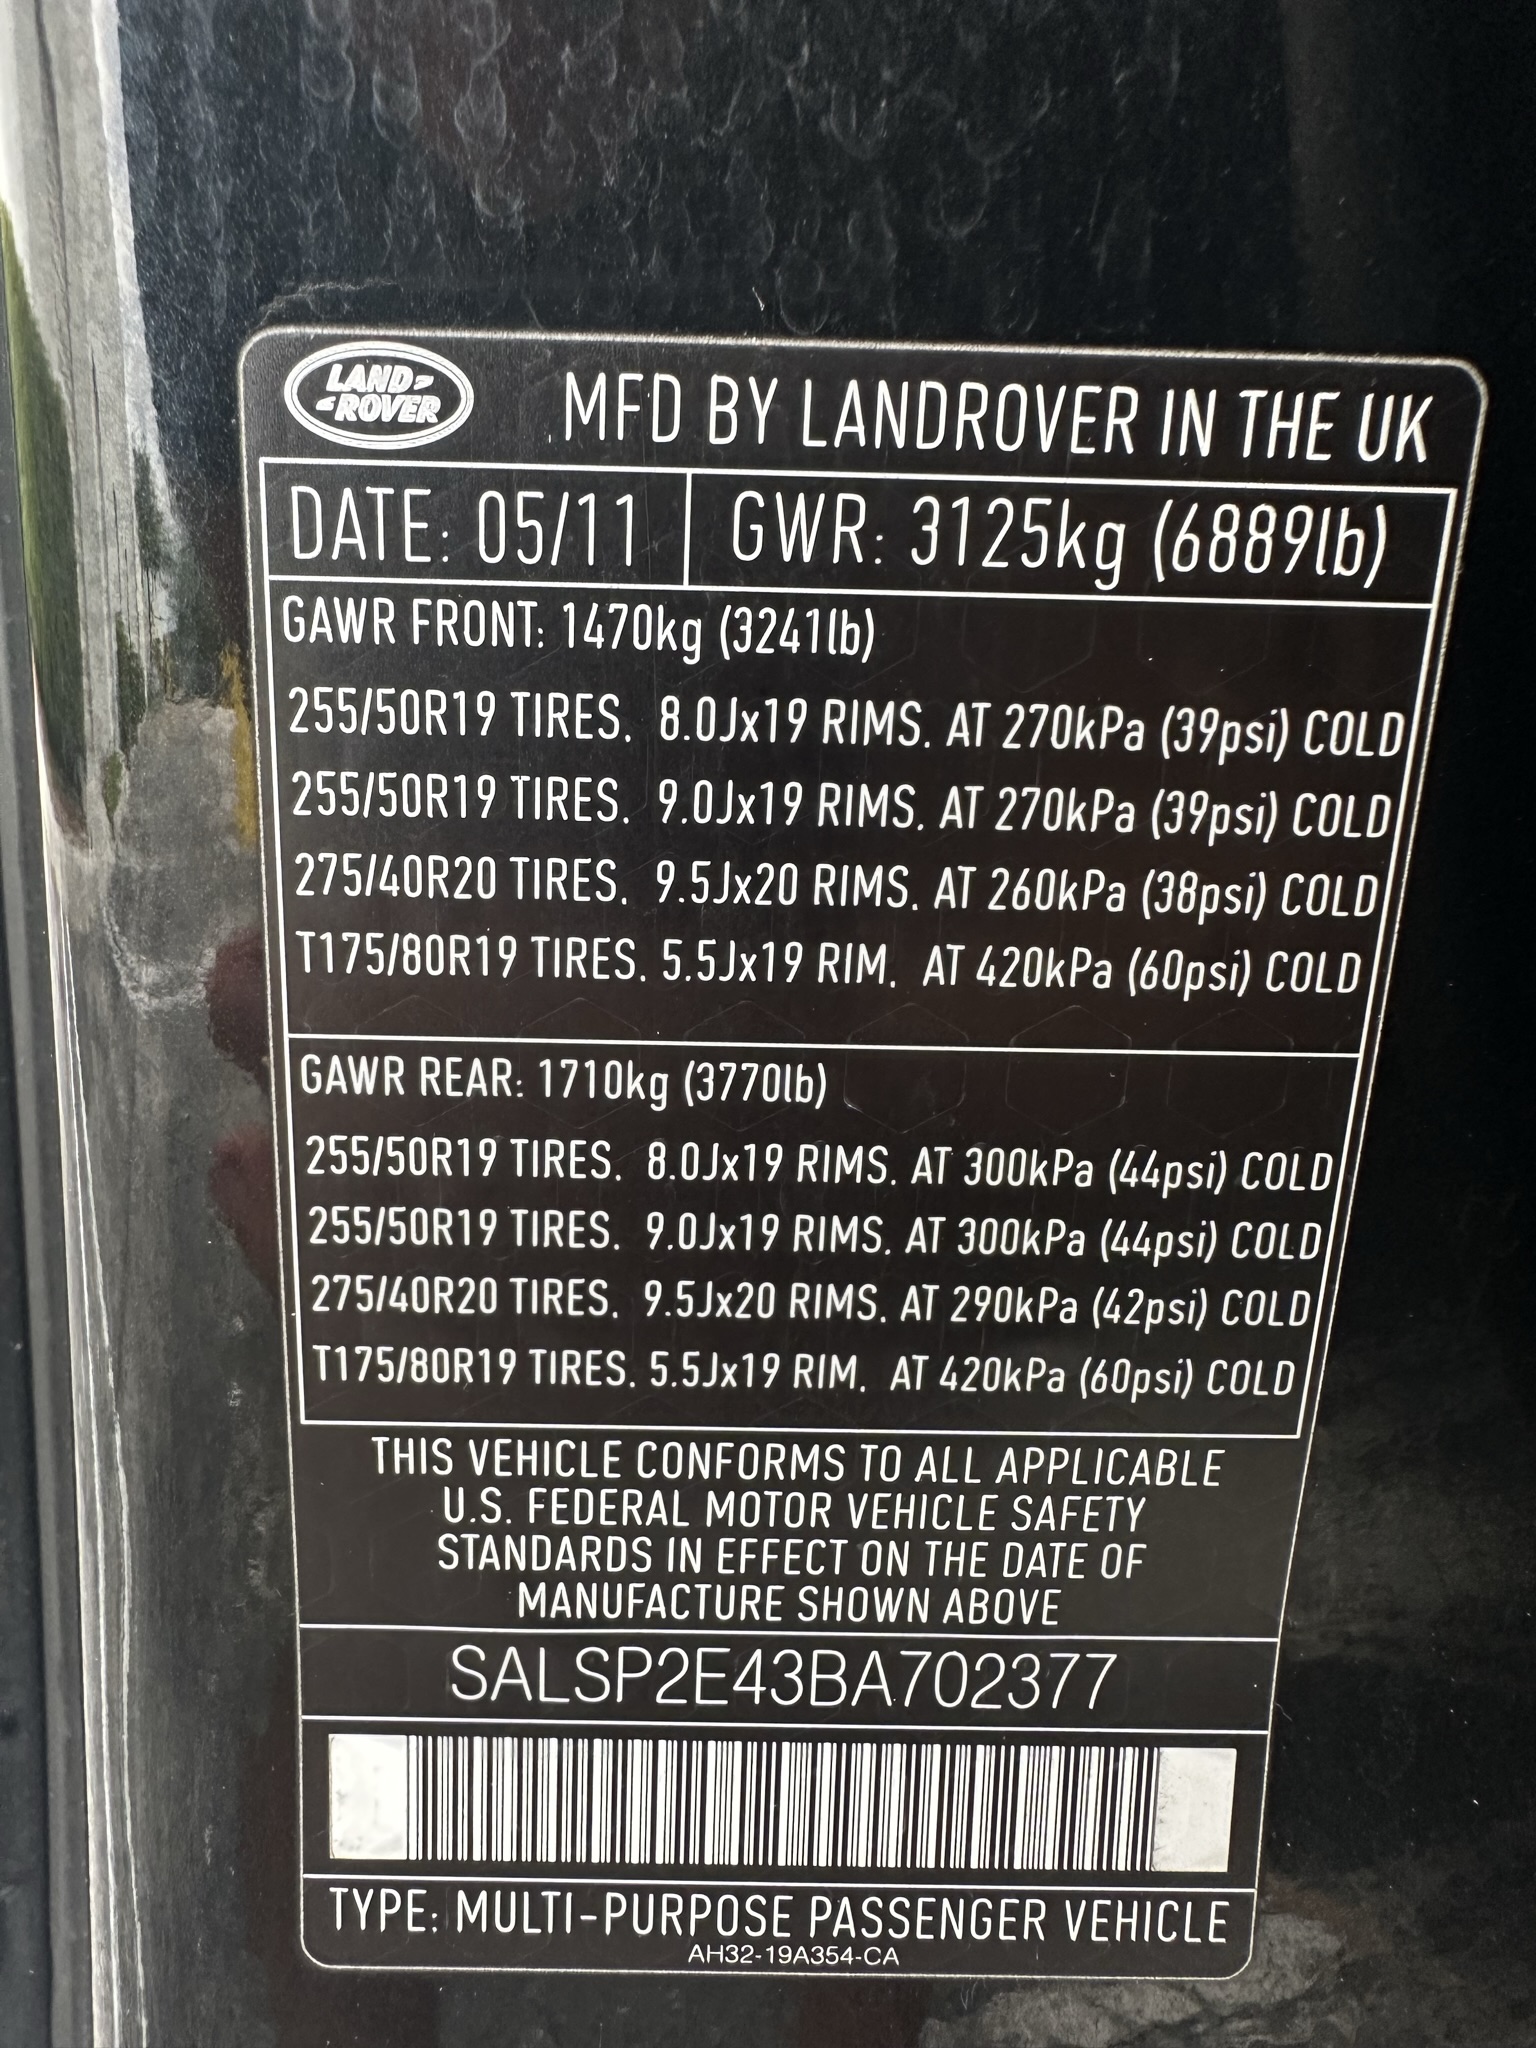 LAND ROVER
MFD BY LANDROVER IN THE UK
DATE: 05/11 GWR: 3125kg (6889lb)
GAWR FRONT: 1470kg (3241lb)
255/50R19 TIRES. 8.0Jx19 RIMS. AT 270kPa (39psi) COLD
255/50R19 TIRES. 9.0Jx19 RIMS. AT 270kPa (39psi) COLD
275/40R20 TIRES. 9.5Jx20 RIMS. AT 260kPa (38psi) COLD
T175/80R19 TIRES. 5.5Jx19 RIM. AT 420kPa (60psi) COLD
GAWR REAR: 1710kg (3770lb)
255/50R19 TIRES. 8.0Jx19 RIMS. AT 300kPa (44psi) COLD
255/50R19 TIRES. 9.0Jx19 RIMS. AT 300kPa (44psi) COLD
275/40R20 TIRES. 9.5Jx20 RIMS. AT 290kPa (42psi) COLD
T175/80R19 TIRES. 5.5Jx19 RIM. AT 420kPa (60psi) COLD
THIS VEHICLE CONFORMS TO ALL APPLICABLE
U.S. FEDERAL MOTOR VEHICLE SAFETY
STANDARDS IN EFFECT ON THE DATE OF
MANUFACTURE SHOWN ABOVE
SALSP2E43BA702377
TYPE: MULTI-PURPOSE PASSENGER VEHICLE
AH32-19A354-CA